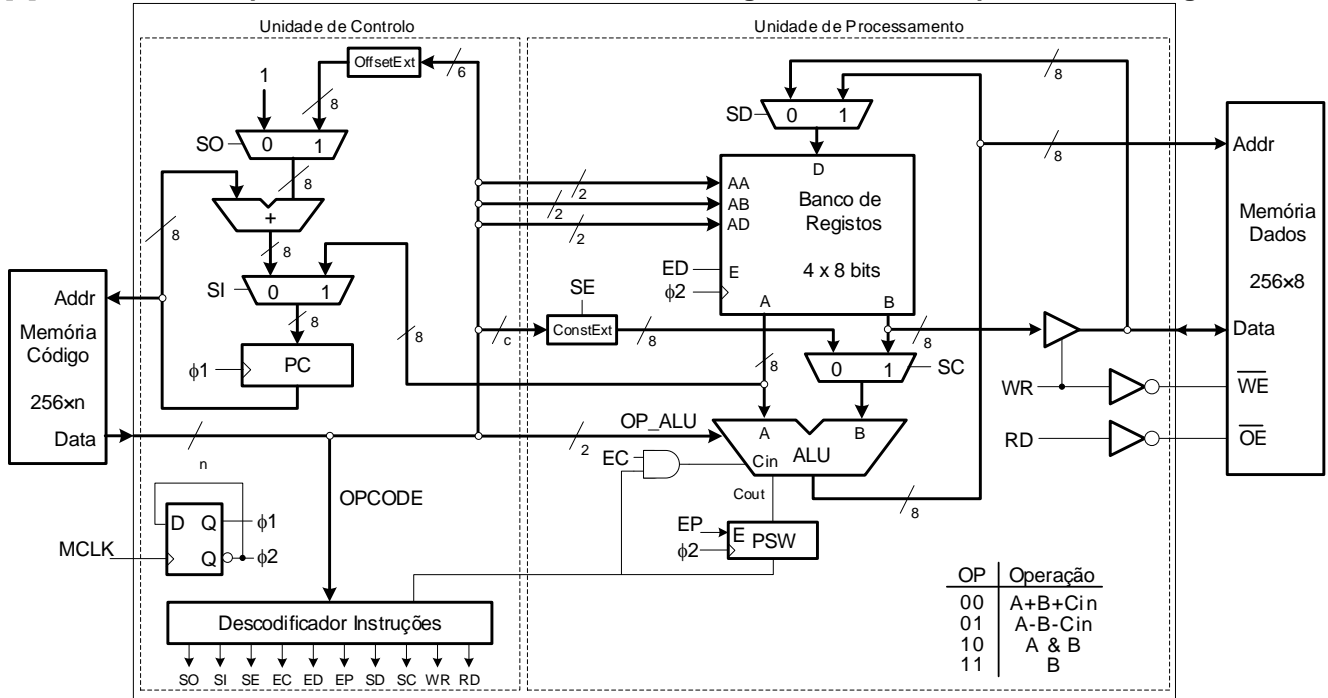 Unidade de Controlo
Unidade de Processamento
OffsetExt
6
8
1
8
SO
0 1
8
8
+
8
SI
0 1
8
8
φ1
PC
Addr
Memória
Código
256×n
Data
n
OPCODE
D Q
Q
φ1
φ2
MCLK
Descodificador Instruções
SO SI SE EC ED EP SD SC WR RD
8
SD
0 1
8
D
AA
AB
AD
2
2
2
Banco de
Registos
4 x 8 bits
ED
E
φ2
A
B
SE
ConstExt
c
8
8
8
0 1
SC
OP_ALU
2
A
B
ALU
Cin
Cout
EC
8
EP
E
PSW
φ2
WR
RD
Addr
Memória
Dados
256×8
Data
WE
OE
OP Operação
00 A+B+Cin
01 A-B-Cin
10 A & B
11 B